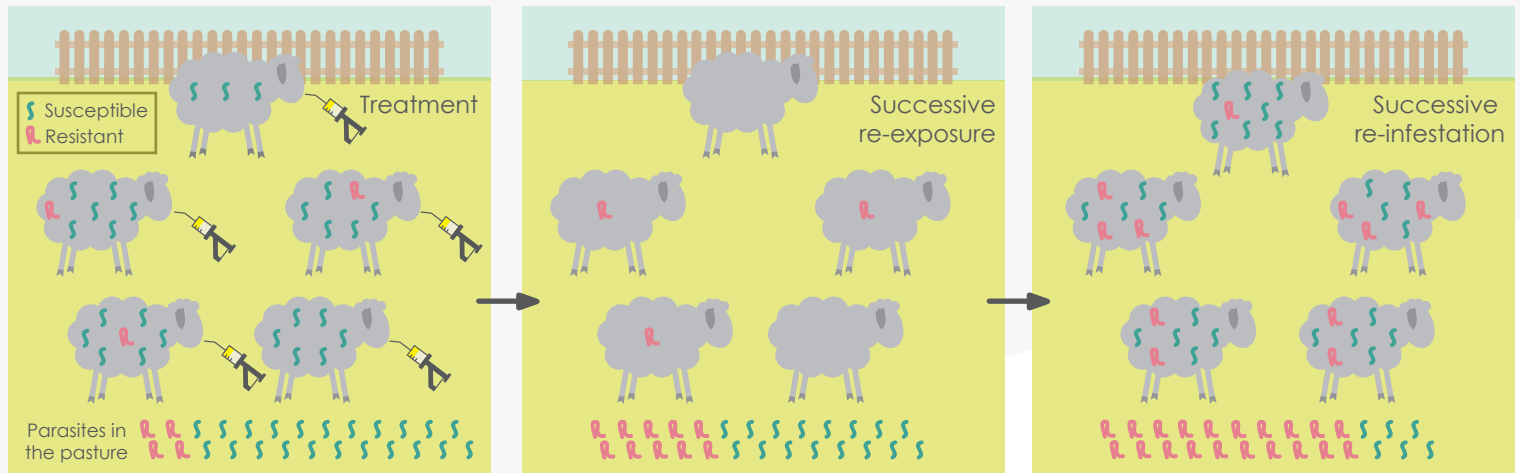 Susceptible
Resistant
Treatment
Parasites in
the pasture
Successive
re-exposure
Successive
re-infestation